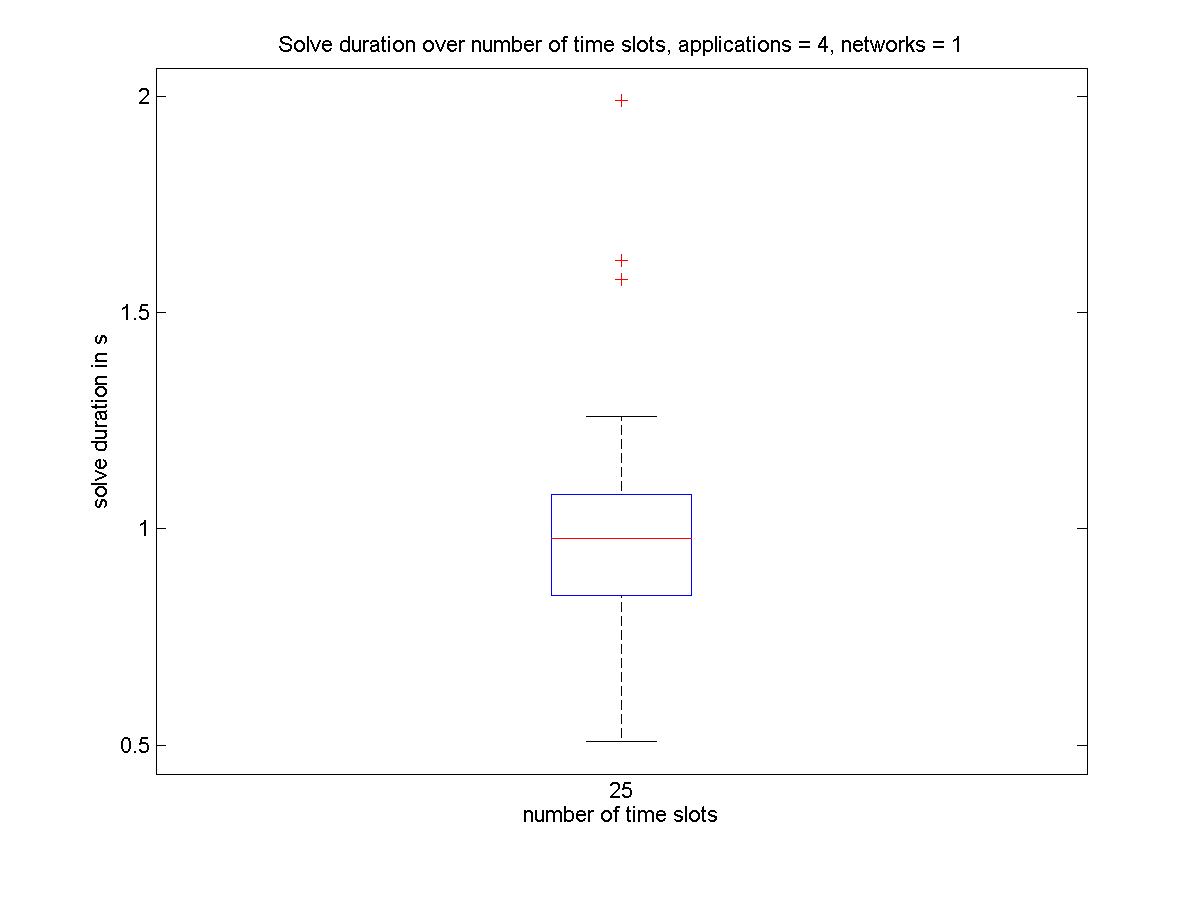 Solve duration over number of time slots, applications = 4, networks = 1
2
1.5
1
0.5
solve duration in s
25
number of time slots